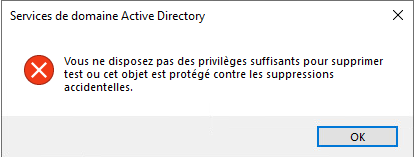 Services de domaine Active Directory
Vous ne disposez pas des privilèges suffisants pour supprimer
test ou cet objet est protégé contre les suppressions
accidentelles.
OK